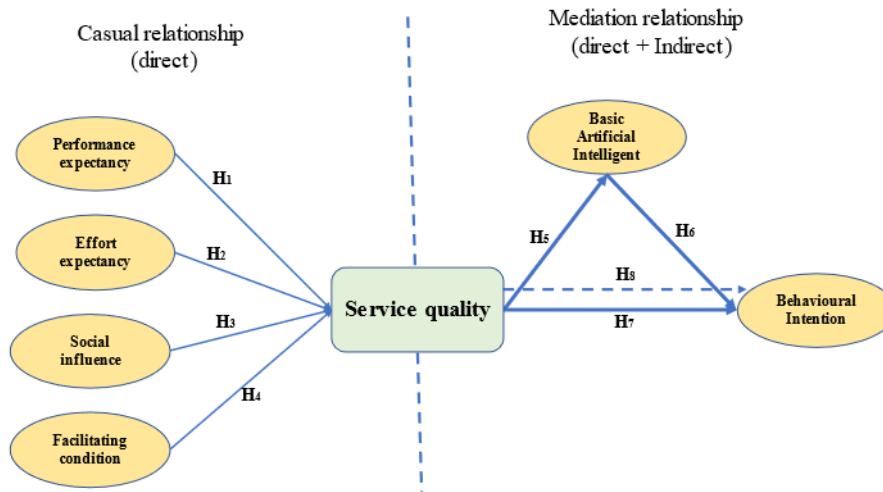 Casual relationship
(direct)
Mediation relationship
(direct + Indirect)
Performance
expectancy
H1
Effort
expectancy
H2
Social
influence
H3
Facilitating
condition
H4
Service quality
Basic
Artificial
Intelligent
H5
H6
H8
H7
Behavioural
Intention